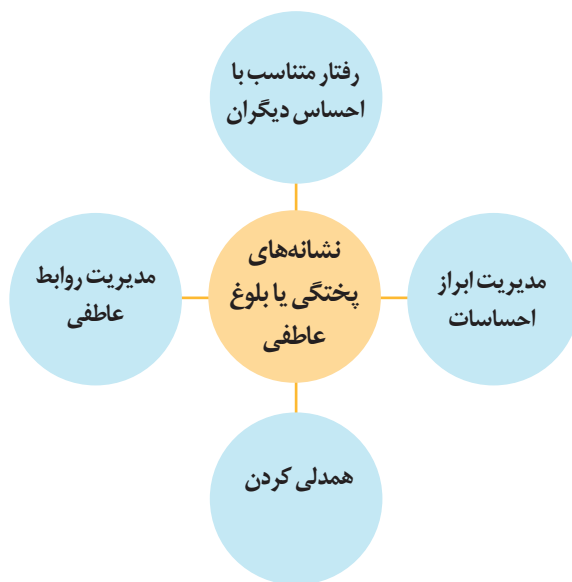 رفتار متناسب با
احساس دیگران
نشانه‌های
پختگی یا بلوغ
عاطفی
مدیریت ابراز
احساسات
مدیریت روابط
عاطفی
همدلی کردن